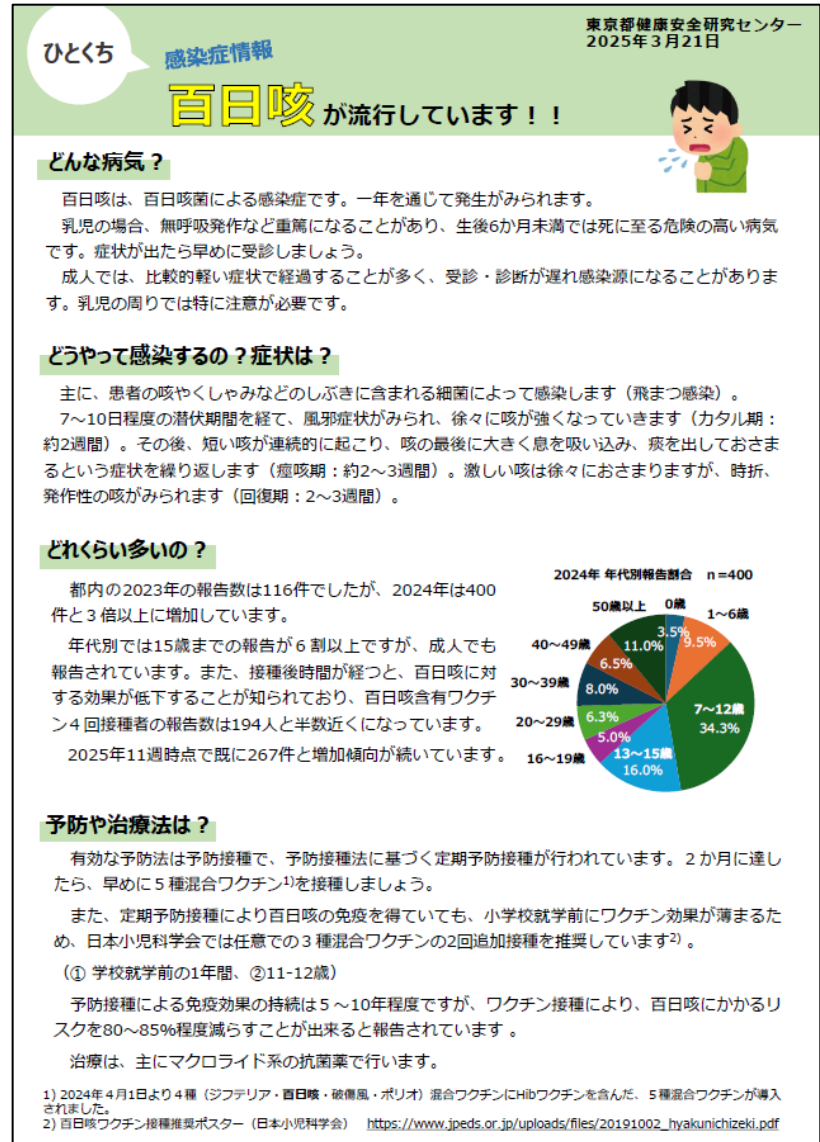 ひとくち
感染症情報
東京都健康安全研究センター
2025年3月21日
百日咳が流行しています！！
どんな病気？
百日咳は、百日咳菌による感染症です。一年を通じて発生がみられます。
乳児の場合、無呼吸発作など重篤になることがあり、生後6か月未満では死に至る危険の高い病気
です。症状が出たら早めに受診しましょう。
成人では、比較的軽い症状で経過することが多く、受診・診断が遅れ感染源になることがありま
す。乳児の周りでは特に注意が必要です。
どうやって感染するの？症状は？
主に、患者の咳やくしゃみなどのしぶきに含まれる細菌によって感染します（飛まつ感染）。
7～10日程度の潜伏期間を経て、風邪症状がみられ、徐々に咳が強くなっていきます（カタル期：
約2週間）。その後、短い咳が連続的に起こり、咳の最後に大きく息を吸い込み、痰を出しておさま
るという症状を繰り返します（痙咳期：約2～3週間）。激しい咳は徐々におさまりますが、時折、
発作性の咳がみられます（回復期：2～3週間）。
どれくらい多いの？
都内の2023年の報告数は116件でしたが、2024年は400
件と３倍以上に増加しています。
年代別では15歳までの報告が６割以上ですが、成人でも
報告されています。また、接種後時間が経つと、百日咳に対
する効果が低下することが知られており、百日咳含有ワクチ
ン４回接種者の報告数は194人と半数近くになっています。
2025年11週時点で既に267件と増加傾向が続いています。
2024年 年代別報告割合　n=400
0歳
3.5%
1～6歳
9.5%
7～12歳
34.3%
13～15歳
16.0%
16～19歳
5.0%
20～29歳
6.3%
30～39歳
8.0%
40～49歳
6.5%
50歳以上
11.0%
予防や治療法は？
有効な予防法は予防接種で、予防接種法に基づく定期予防接種が行われています。２か月に達し
たら、早めに５種混合ワクチン1)を接種しましょう。
また、定期予防接種により百日咳の免疫を得ていても、小学校就学前にワクチン効果が薄まるた
め、日本小児科学会では任意での３種混合ワクチンの2回追加接種を推奨しています2) 。
（① 学校就学前の1年間、②11-12歳）
予防接種による免疫効果の持続は５～10年程度ですが、ワクチン接種により、百日咳にかかるリ
スクを80～85%程度減らすことが出来ると報告されています 。
治療は、主にマクロライド系の抗菌薬で行います。
1) 2024年４月1日より４種（ジフテリア・百日咳・破傷風・ポリオ）混合ワクチンにHibワクチンを含んだ、５種混合ワクチンが導入
されました。
2) 百日咳ワクチン接種推奨ポスター（日本小児科学会）　https://www.jpeds.or.jp/uploads/files/20191002_hyakunichizeki.pdf